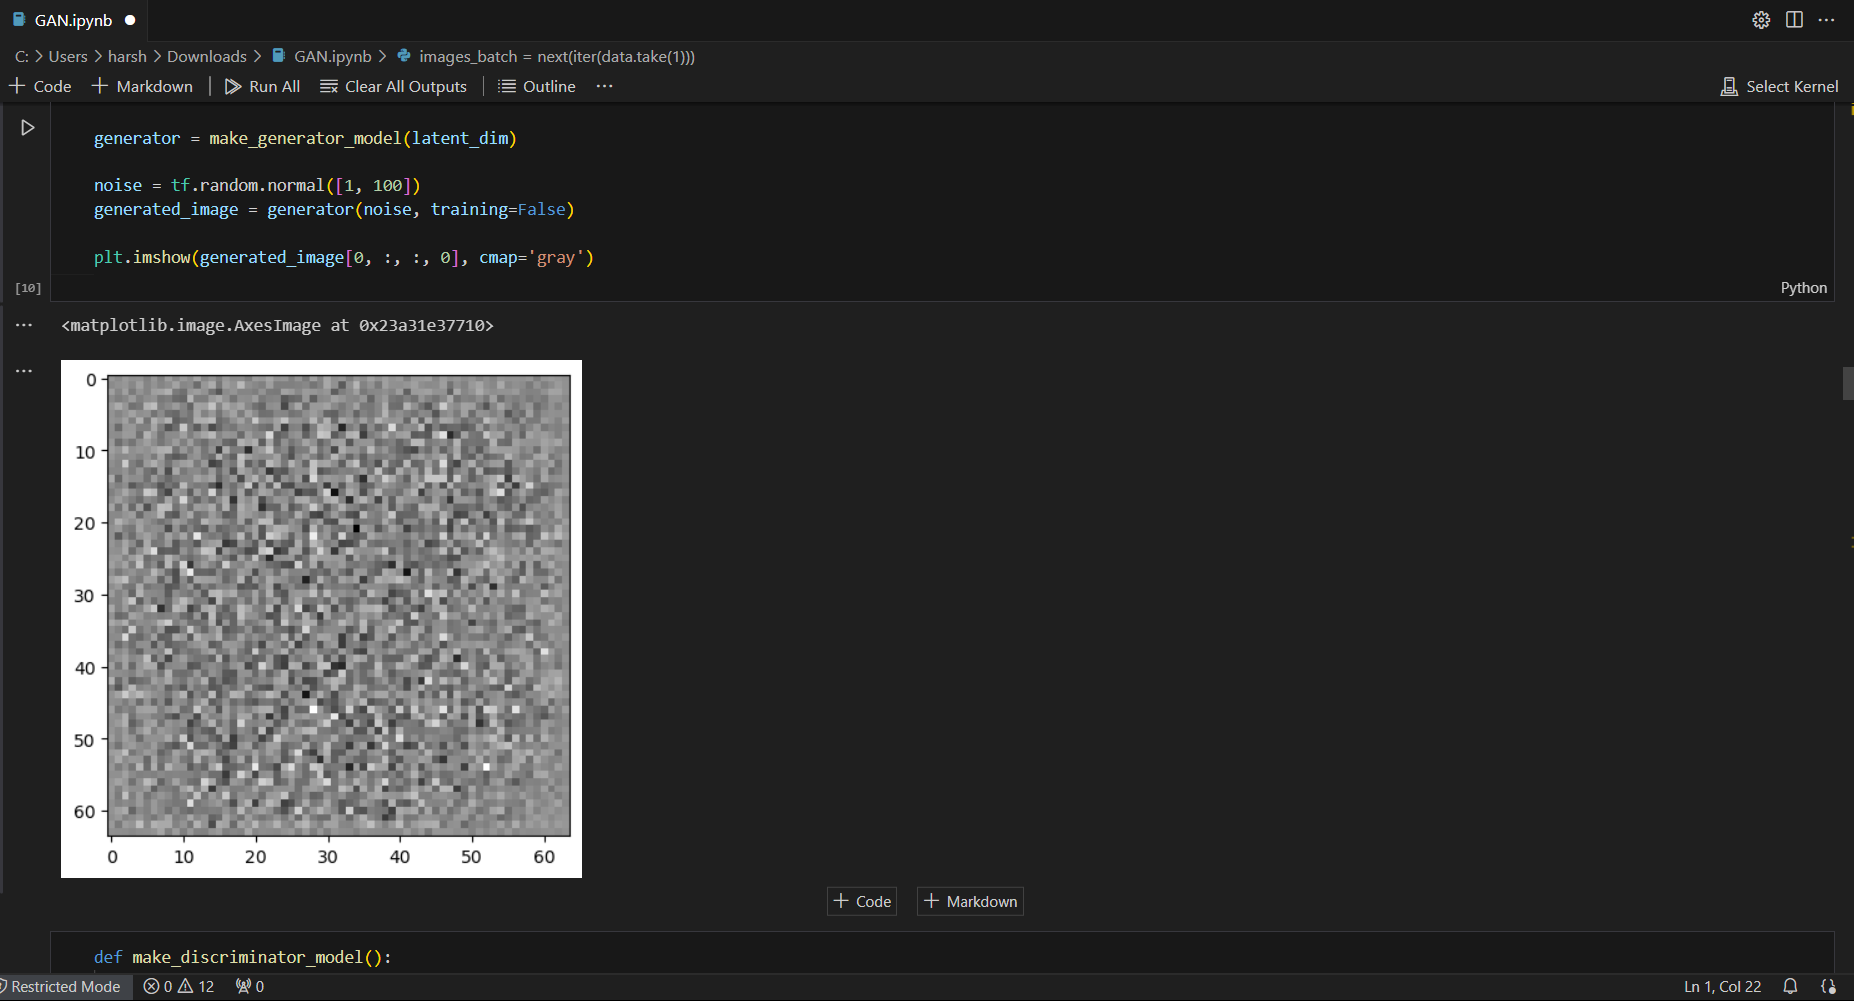 GAN.ipynb
C: > Users > harsh > Downloads > GAN.ipynb > images_batch = next(iter(data.take(1)))
+ Code + Markdown | Run All Clear All Outputs | Outline ... Select Kernel
generator = make_generator_model(latent_dim)
noise = tf.random.normal([1, 100])
generated_image = generator(noise, training=False)
plt.imshow(generated_image[0, :, :, 0], cmap='gray')
[10] Python
... <matplotlib.image.AxesImage at 0x23a31e37710>
...
0
10
20
30
40
50
60
0 10 20 30 40 50 60
+ Code + Markdown
def make_discriminator_model():
Restricted Mode 0 12 0 Ln 1, Col 22